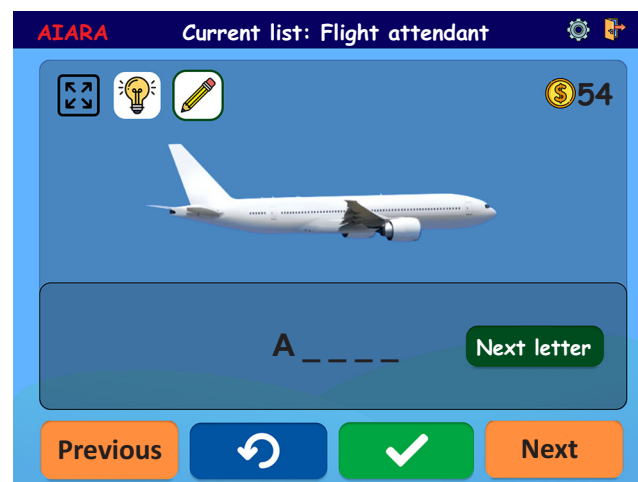 AIARA
Current list: Flight attendant
54
A _ _ _ _
Next letter
Previous
Next